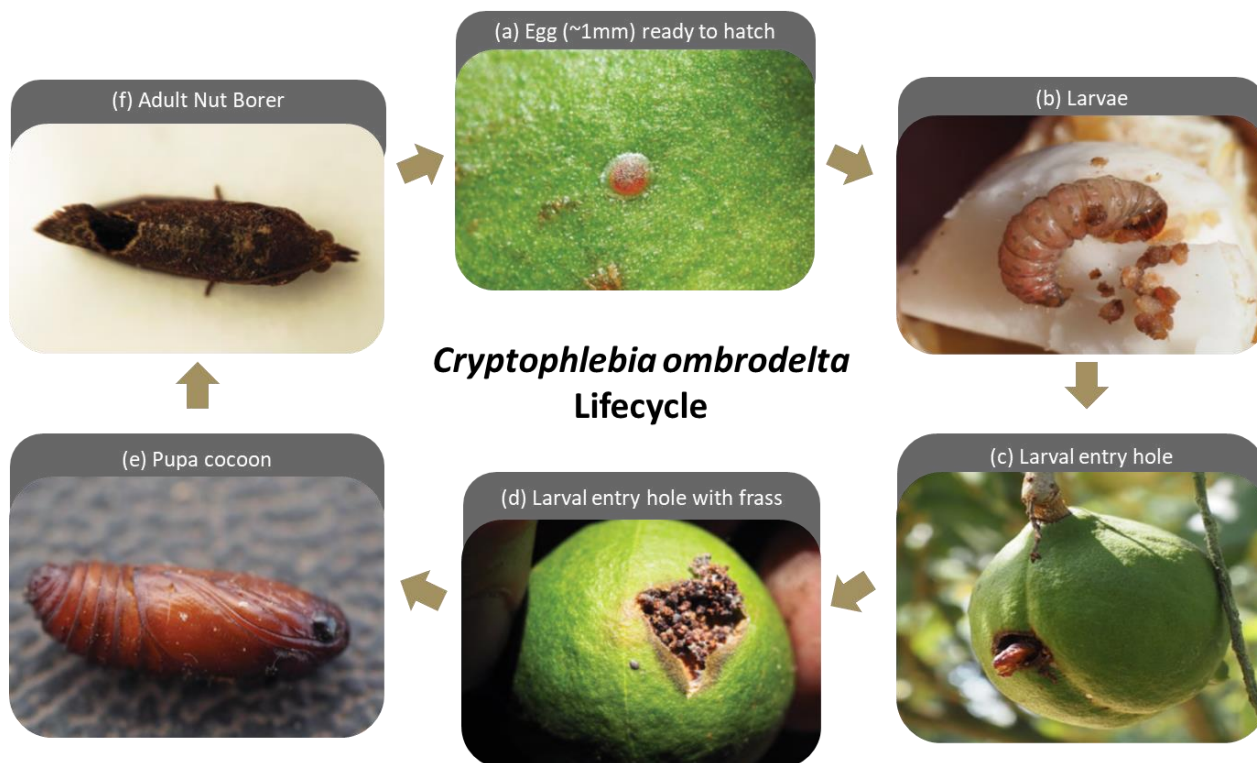 (a) Egg (~1mm) ready to hatch
(f) Adult Nut Borer
(b) Larvae
Cryptophlebia ombrodelta
Lifecycle
(e) Pupa cocoon
(d) Larval entry hole with frass
(c) Larval entry hole